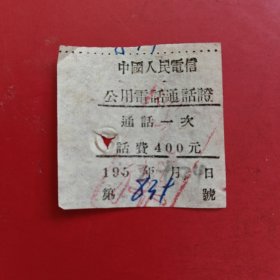 中國人民電信
公用電話通話證
通話一次
話費400元
195 年 月 日
第 號